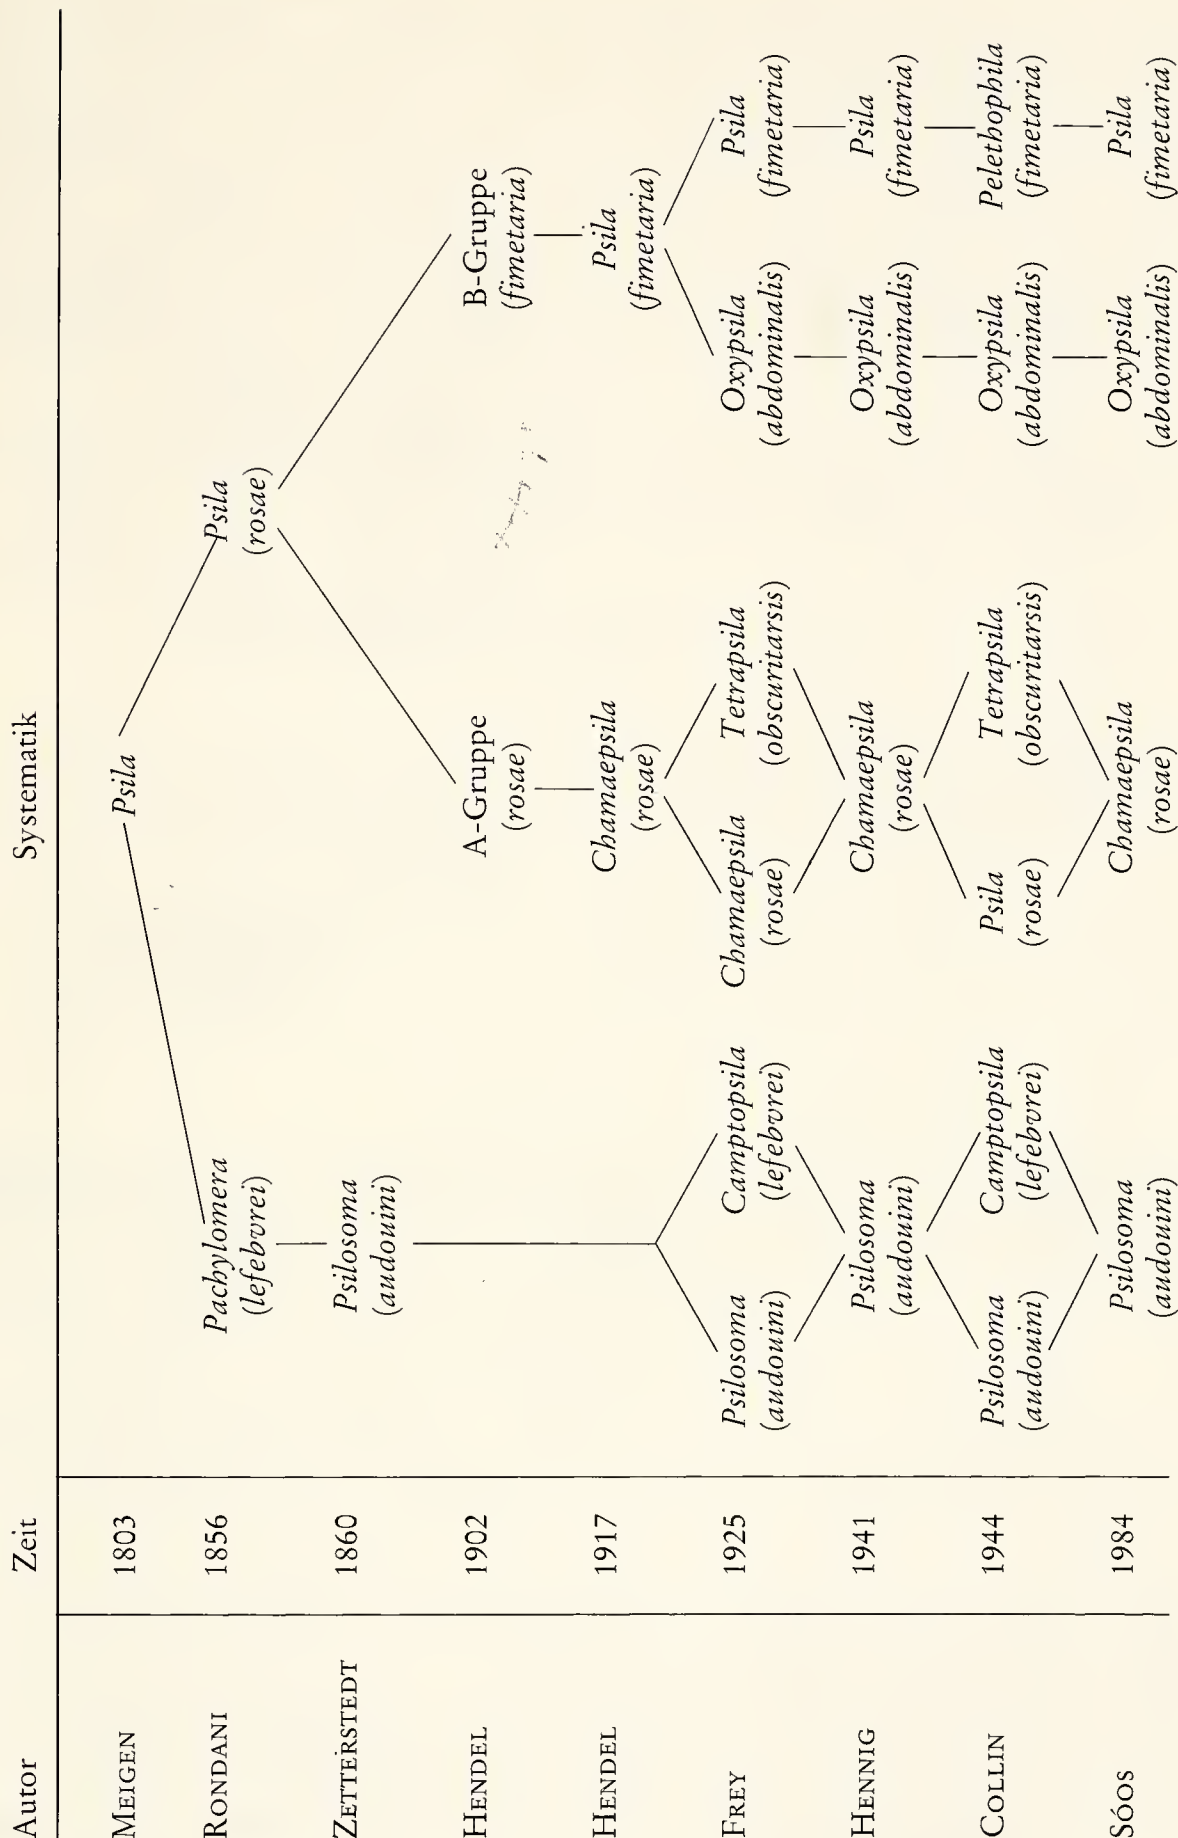 Autor Zeit Systematik
MEIGEN 1803 Psila
RONDANI 1856 Pachylomera Psila
(lefebvrei) (rosae)
ZETTERSTEDT 1860 Psilosoma
(audouini)
HENDEL 1902 A-Gruppe B-Gruppe
(rosae) (fimetaria)
HENDEL 1917 Chamaepsila Psila
(rosae) (fimetaria)
FREY 1925 Psilosoma Camptopsila Chamaepsila Tetrapsila Oxypsila Psila
(audouini) (lefebvrei) (rosae) (obscuritarsis) (abdominalis) (fimetaria)
HENNIG 1941 Psilosoma Chamaepsila Oxypsila Psila
(audouini) (rosae) (abdominalis) (fimetaria)
COLLIN 1944 Psilosoma Camptopsila Psila Tetrapsila Oxypsila Pelethophila
(audouini) (lefebvrei) (rosae) (obscuritarsis) (abdominalis) (fimetaria)
SÓOS 1984 Psilosoma Chamaepsila Oxypsila Psila
(audouini) (rosae) (abdominalis) (fimetaria)